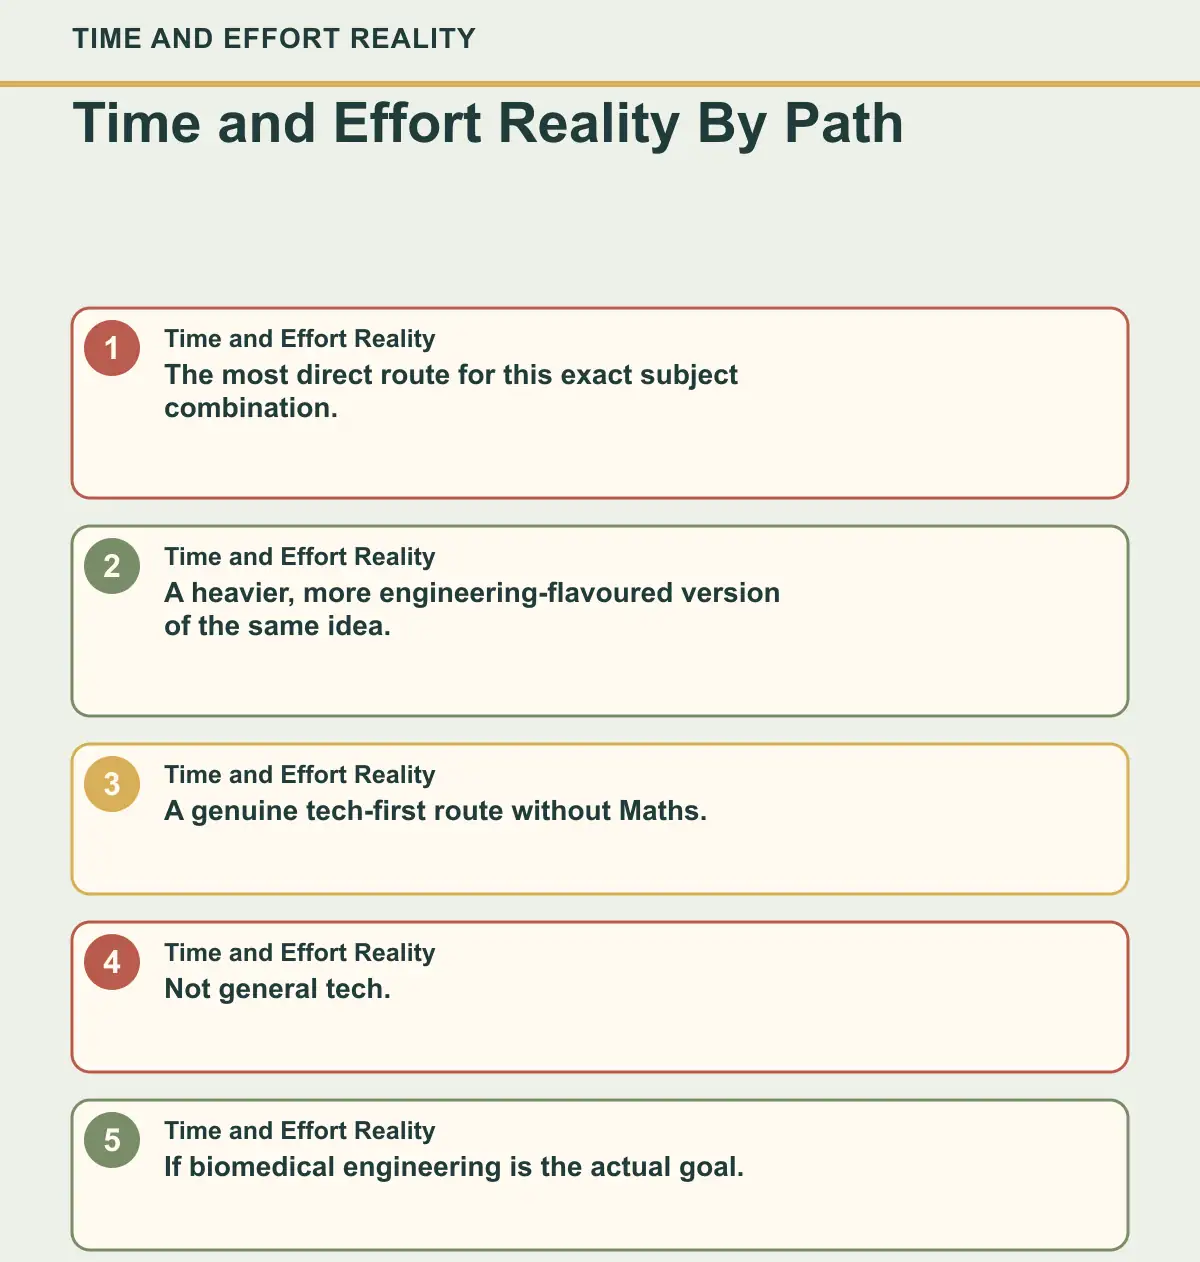 TIME AND EFFORT REALITY
Time and Effort Reality By Path
1
Time and Effort Reality
The most direct route for this exact subject
combination.
2
Time and Effort Reality
A heavier, more engineering-flavoured version
of the same idea.
3
Time and Effort Reality
A genuine tech-first route without Maths.
4
Time and Effort Reality
Not general tech.
5
Time and Effort Reality
If biomedical engineering is the actual goal.